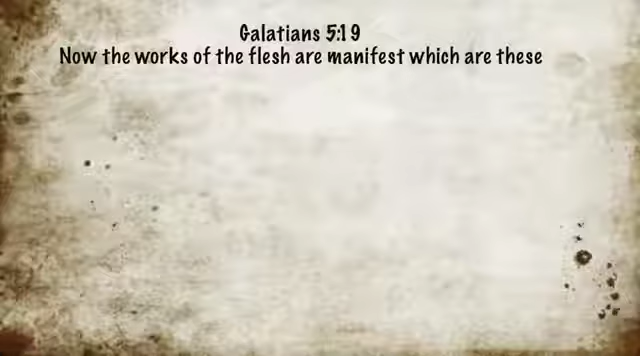 Galatians 5:19
Now the works of the flesh are manifest which are these